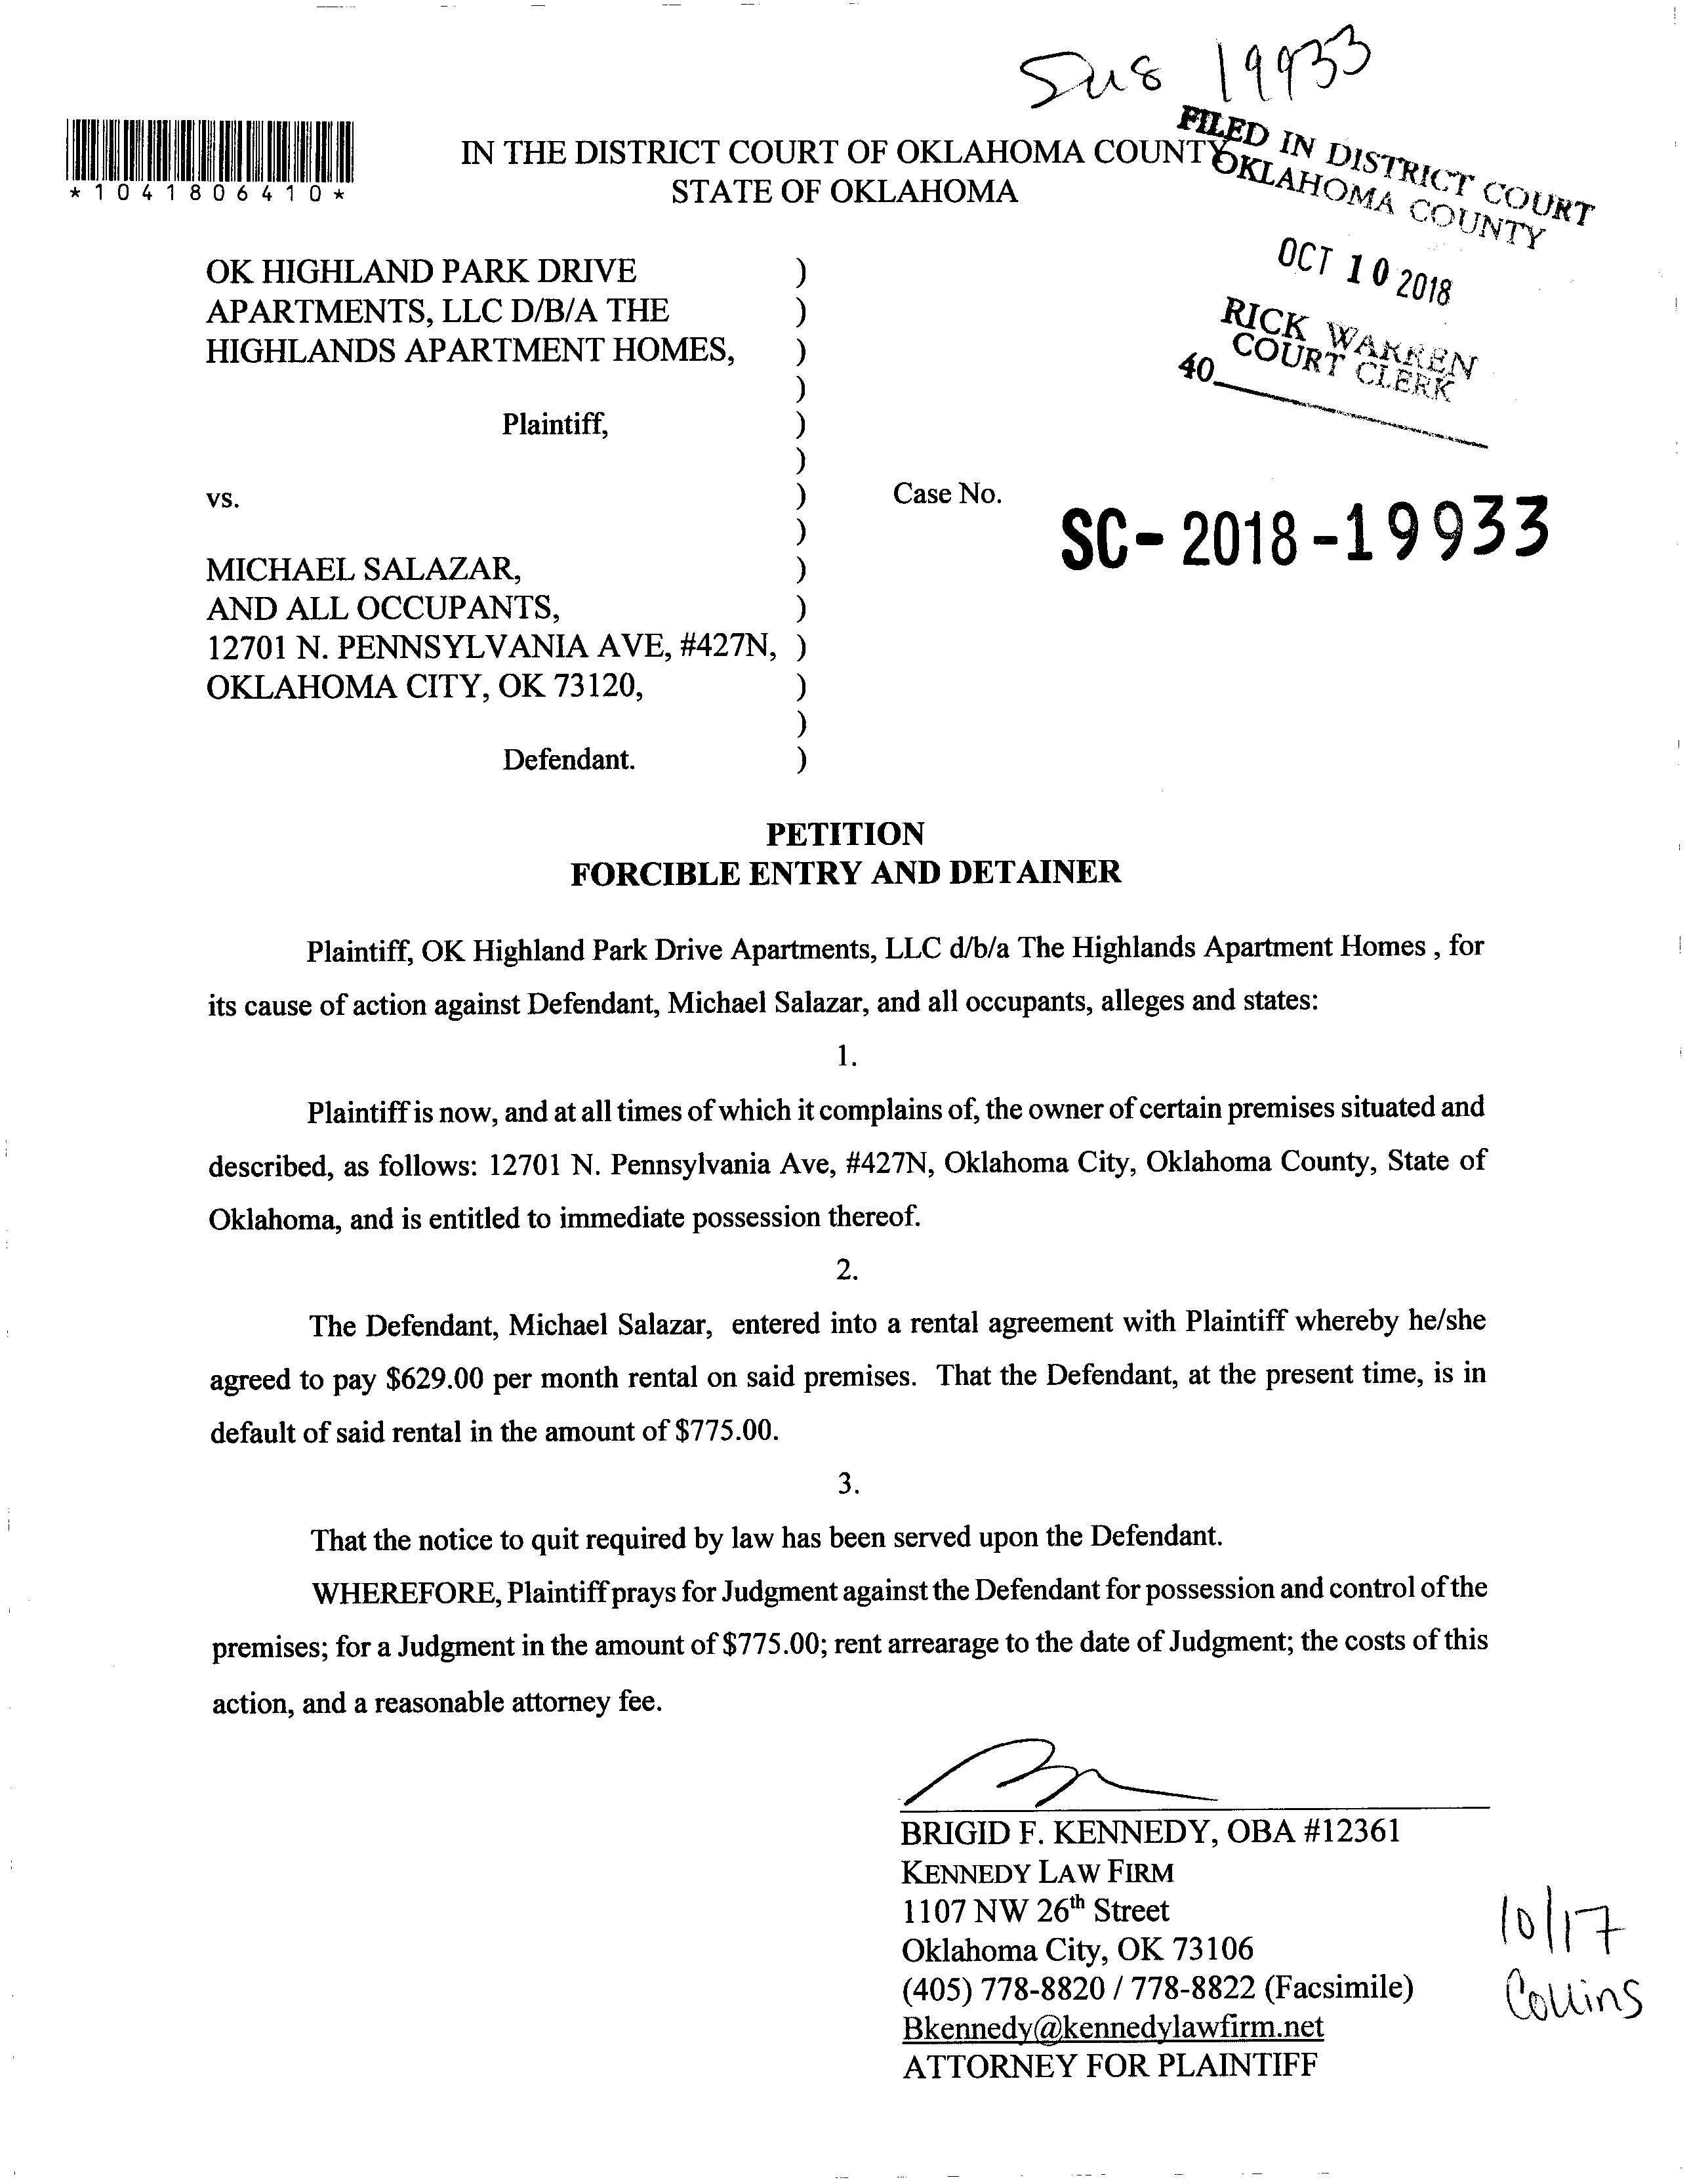 Sus 19933
*1041806410*
IN THE DISTRICT COURT OF OKLAHOMA COUNTY
STATE OF OKLAHOMA
FILED IN DISTRICT COURT
OKLAHOMA COUNTY
OCT 10 2018
RICK WARREN
COURT CLERK
40
OK HIGHLAND PARK DRIVE )
APARTMENTS, LLC D/B/A THE )
HIGHLANDS APARTMENT HOMES, )
)
Plaintiff, )
)
vs. ) Case No.
SC-2018-19933
)
MICHAEL SALAZAR, )
AND ALL OCCUPANTS, )
12701 N. PENNSYLVANIA AVE, #427N, )
OKLAHOMA CITY, OK 73120, )
)
Defendant. )
PETITION
FORCIBLE ENTRY AND DETAINER
Plaintiff, OK Highland Park Drive Apartments, LLC d/b/a The Highlands Apartment Homes , for
its cause of action against Defendant, Michael Salazar, and all occupants, alleges and states:
1.
Plaintiff is now, and at all times of which it complains of, the owner of certain premises situated and
described, as follows: 12701 N. Pennsylvania Ave, #427N, Oklahoma City, Oklahoma County, State of
Oklahoma, and is entitled to immediate possession thereof.
2.
The Defendant, Michael Salazar, entered into a rental agreement with Plaintiff whereby he/she
agreed to pay $629.00 per month rental on said premises. That the Defendant, at the present time, is in
default of said rental in the amount of $775.00.
3.
That the notice to quit required by law has been served upon the Defendant.
WHEREFORE, Plaintiff prays for Judgment against the Defendant for possession and control of the
premises; for a Judgment in the amount of $775.00; rent arrearage to the date of Judgment; the costs of this
action, and a reasonable attorney fee.
BRIGID F. KENNEDY, OBA #12361
KENNEDY LAW FIRM
1107 NW 26th Street
Oklahoma City, OK 73106
(405) 778-8820 / 778-8822 (Facsimile)
Bkennedy@kennedylawfirm.net
ATTORNEY FOR PLAINTIFF
10/17
Collins